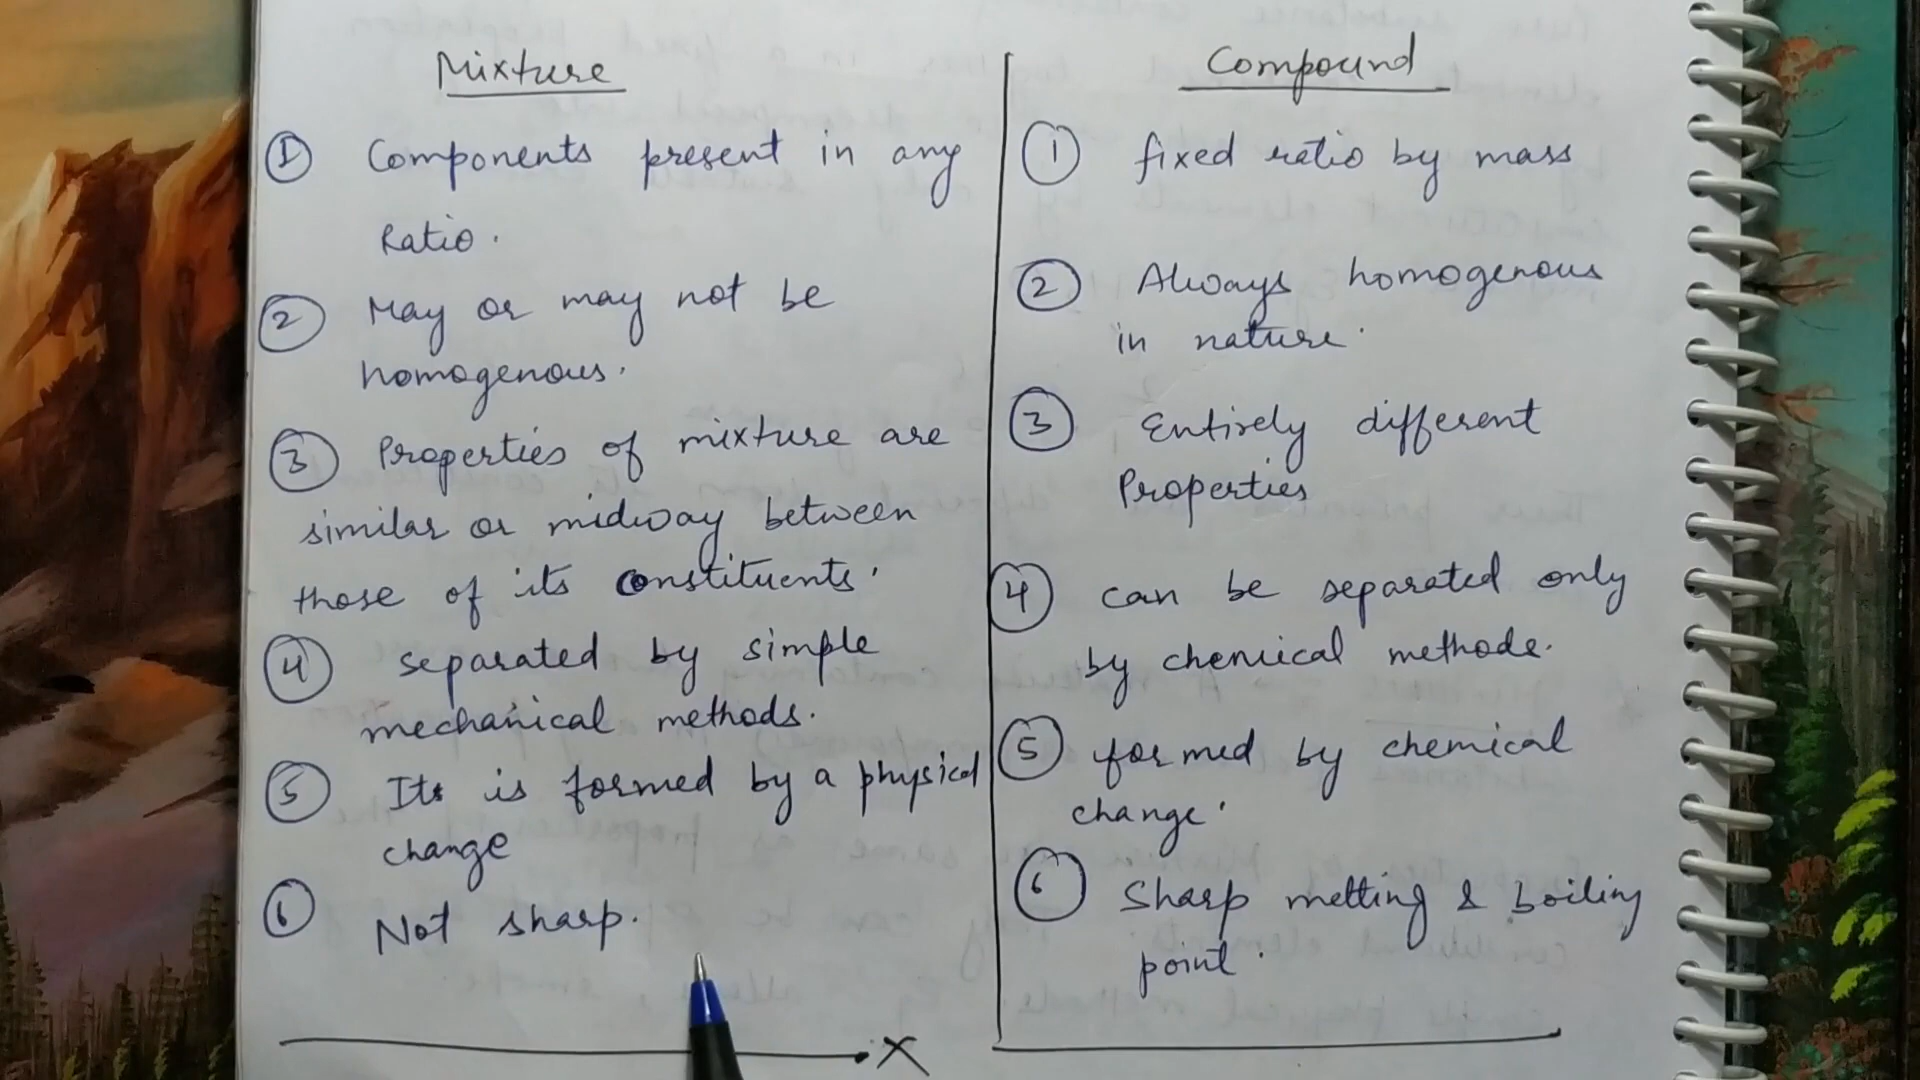 Mixture
① Components present in any
Ratio.
② May or may not be
homogenous.
③ Properties of mixture are
similar or midway between
those of its constituents.
④ separated by simple
mechanical methods.
⑤ Its is formed by a physical
change
⑥ Not sharp.
X
Compound
① fixed ratio by mass
② Always homogenous
in nature.
③ Entirely different
Properties
④ can be separated only
by chemical methods.
⑤ formed by chemical
change.
⑥ Sharp melting & boiling
point.